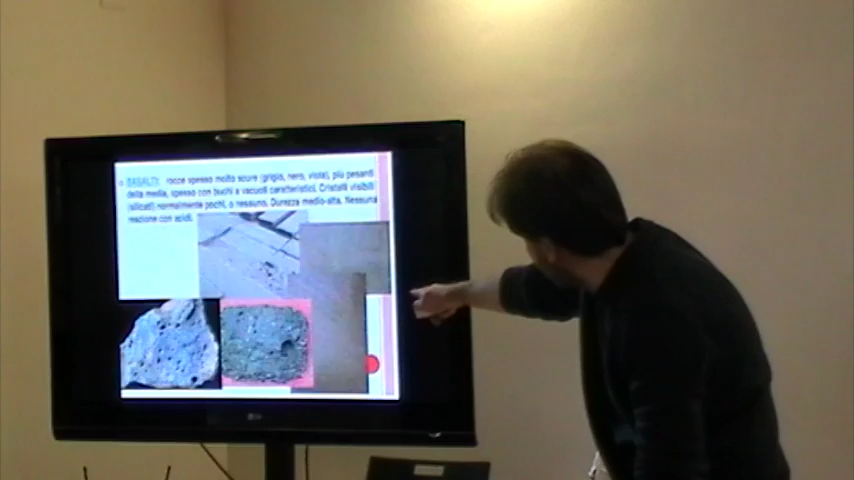 BASALTI: rocce spesso molto scure (grigio, nero, viola), più pesanti
della media, spesso con buchi e vacuoli caratteristici. Cristalli visibili
(silicati) normalmente pochi, o nessuno. Durezza medio-alta. Nessuna
reazione con acidi.
LG